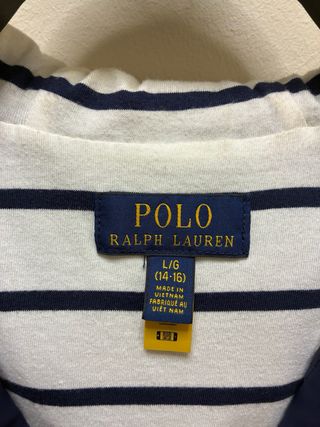 POLO
RALPH LAUREN
L/G
(14-16)
MADE IN
VIETNAM
FABRIQUÉ AU
VIÊT NAM